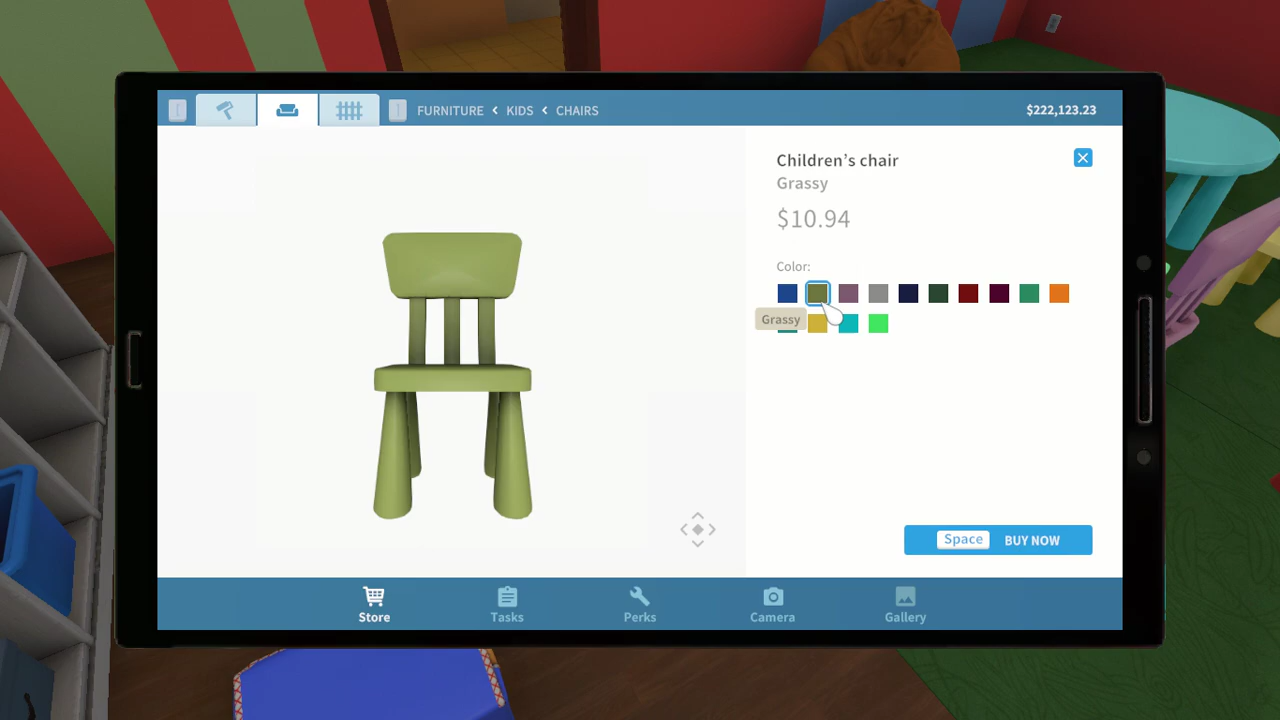 FURNITURE < KIDS < CHAIRS
$222,123.23
Children’s chair
Grassy
$10.94
Color:
Grassy
Space BUY NOW
Store Tasks Perks Camera Gallery